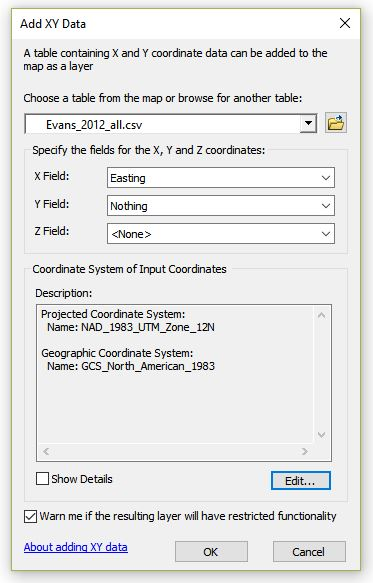 Add XY Data
A table containing X and Y coordinate data can be added to the
map as a layer
Choose a table from the map or browse for another table:
Evans_2012_all.csv
Specify the fields for the X, Y and Z coordinates:
X Field: Easting
Y Field: Nothing
Z Field: <None>
Coordinate System of Input Coordinates
Description:
Projected Coordinate System:
Name: NAD_1983_UTM_Zone_12N
Geographic Coordinate System:
Name: GCS_North_American_1983
Show Details Edit...
Warn me if the resulting layer will have restricted functionality
About adding XY data OK Cancel